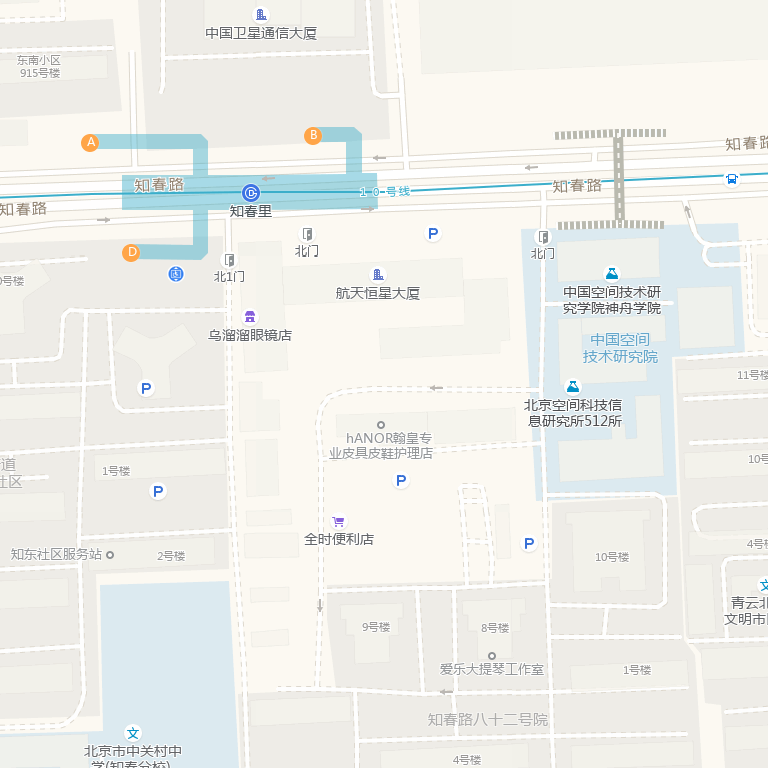 中国卫星通信大厦
东南小区
915号楼
A
B
知春路
知春路
知春路
知春路
10号线
知春里
D
北门
P
北门
北1门
0号楼
航天恒星大厦
中国空间技术研
究学院神舟学院
乌溜溜眼镜店
中国空间
技术研究院
P
11号楼
北京空间科技信
息研究所512所
hANOR翰皇专
业皮具皮鞋护理店
道
社区
1号楼
10号
P
P
全时便利店
P
知东社区服务站
2号楼
10号楼
4号楼
文
青云北
文明市
9号楼
8号楼
爱乐大提琴工作室
1号楼
知春路八十二号院
文
北京市中关村中
学(知春分校)
4号楼